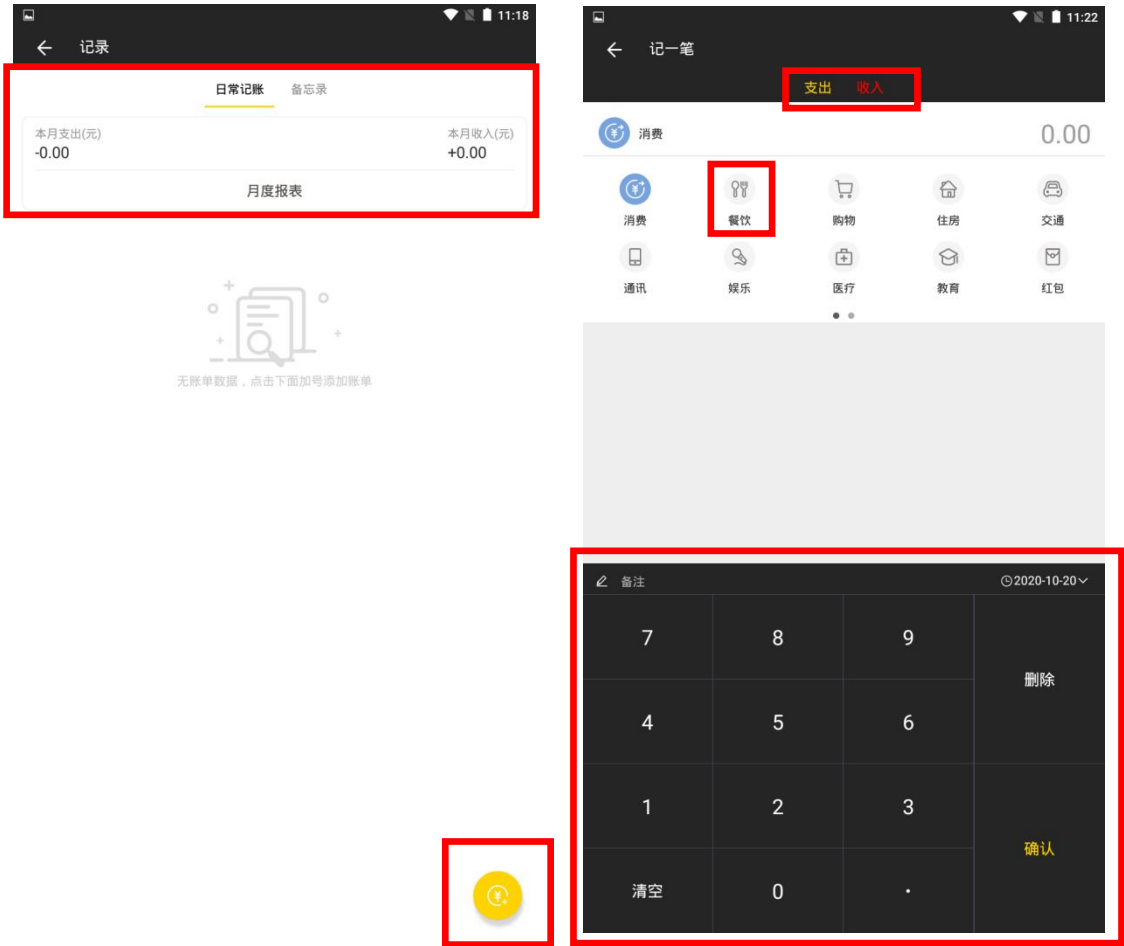 11:18
记录
日常记账 备忘录
本月支出(元) 本月收入(元)
-0.00 +0.00
月度报表
无账单数据，点击下面加号添加账单
11:22
记一笔
支出 收入
消费 0.00
消费 餐饮 购物 住房 交通
通讯 娱乐 医疗 教育 红包
备注 2020-10-20
7 8 9
删除
4 5 6
1 2 3
确认
清空 0 ·